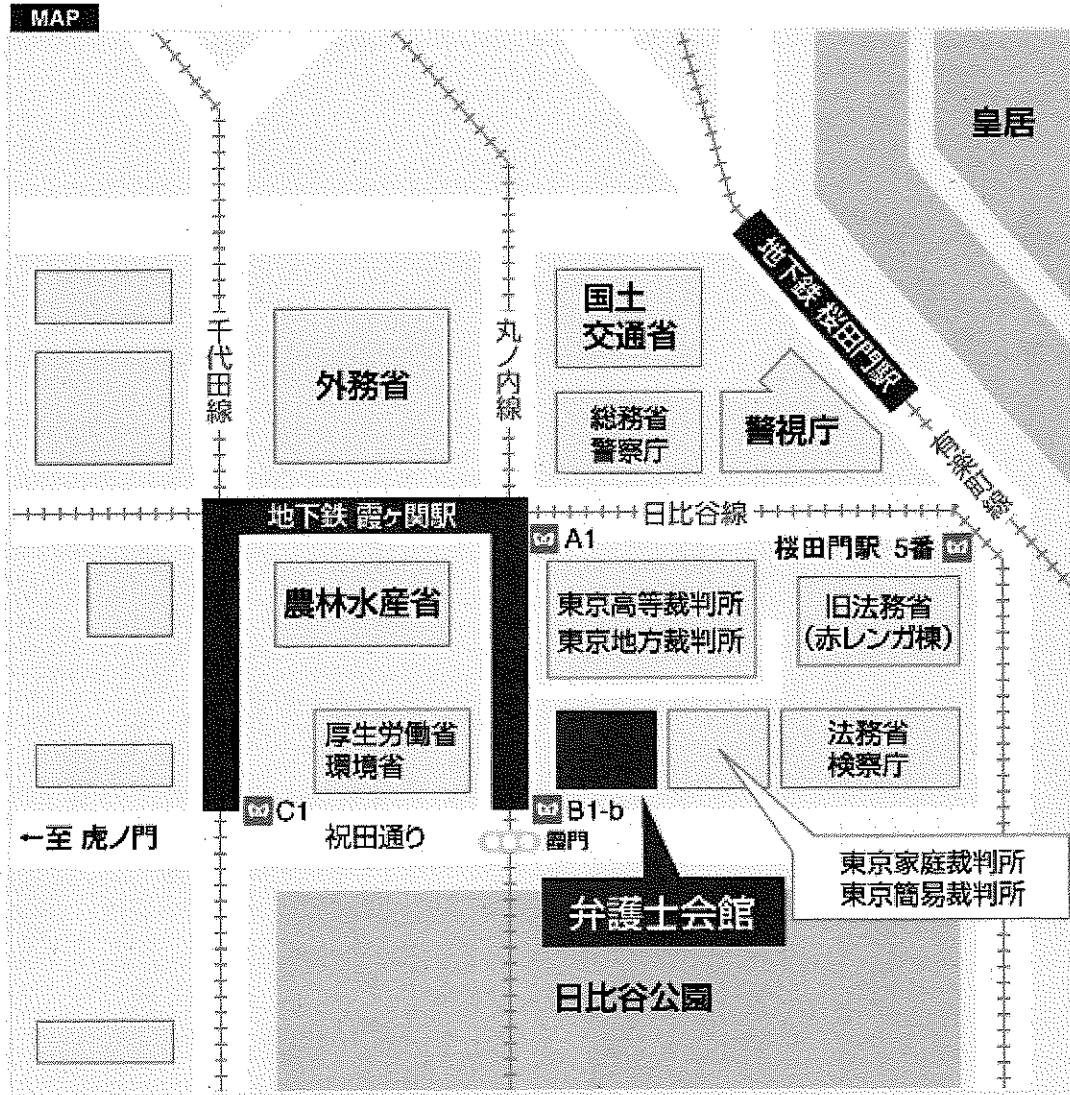 MAP
皇居
地下鉄 桜田門駅
国土
交通省
千代田線
丸ノ内線
外務省
総務省
警察庁
警視庁
有楽町線
地下鉄 霞ヶ関駅
日比谷線
A1
桜田門駅 5番
農林水産省
東京高等裁判所
東京地方裁判所
旧法務省
(赤レンガ棟)
厚生労働省
環境省
法務省
検察庁
C1
B1-b
←至 虎ノ門
祝田通り
霞門
東京家庭裁判所
東京簡易裁判所
弁護士会館
日比谷公園